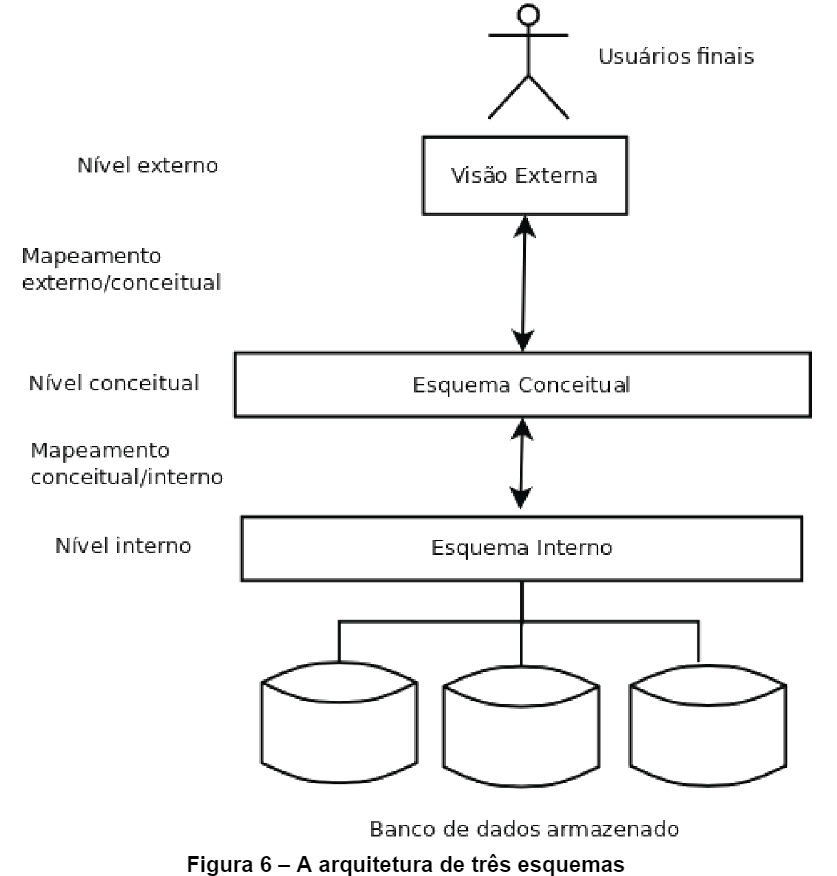 Usuários finais
Nível externo
Visão Externa
Mapeamento
externo/conceitual
Nível conceitual
Esquema Conceitual
Mapeamento
conceitual/interno
Nível interno
Esquema Interno
Banco de dados armazenado
Figura 6 – A arquitetura de três esquemas